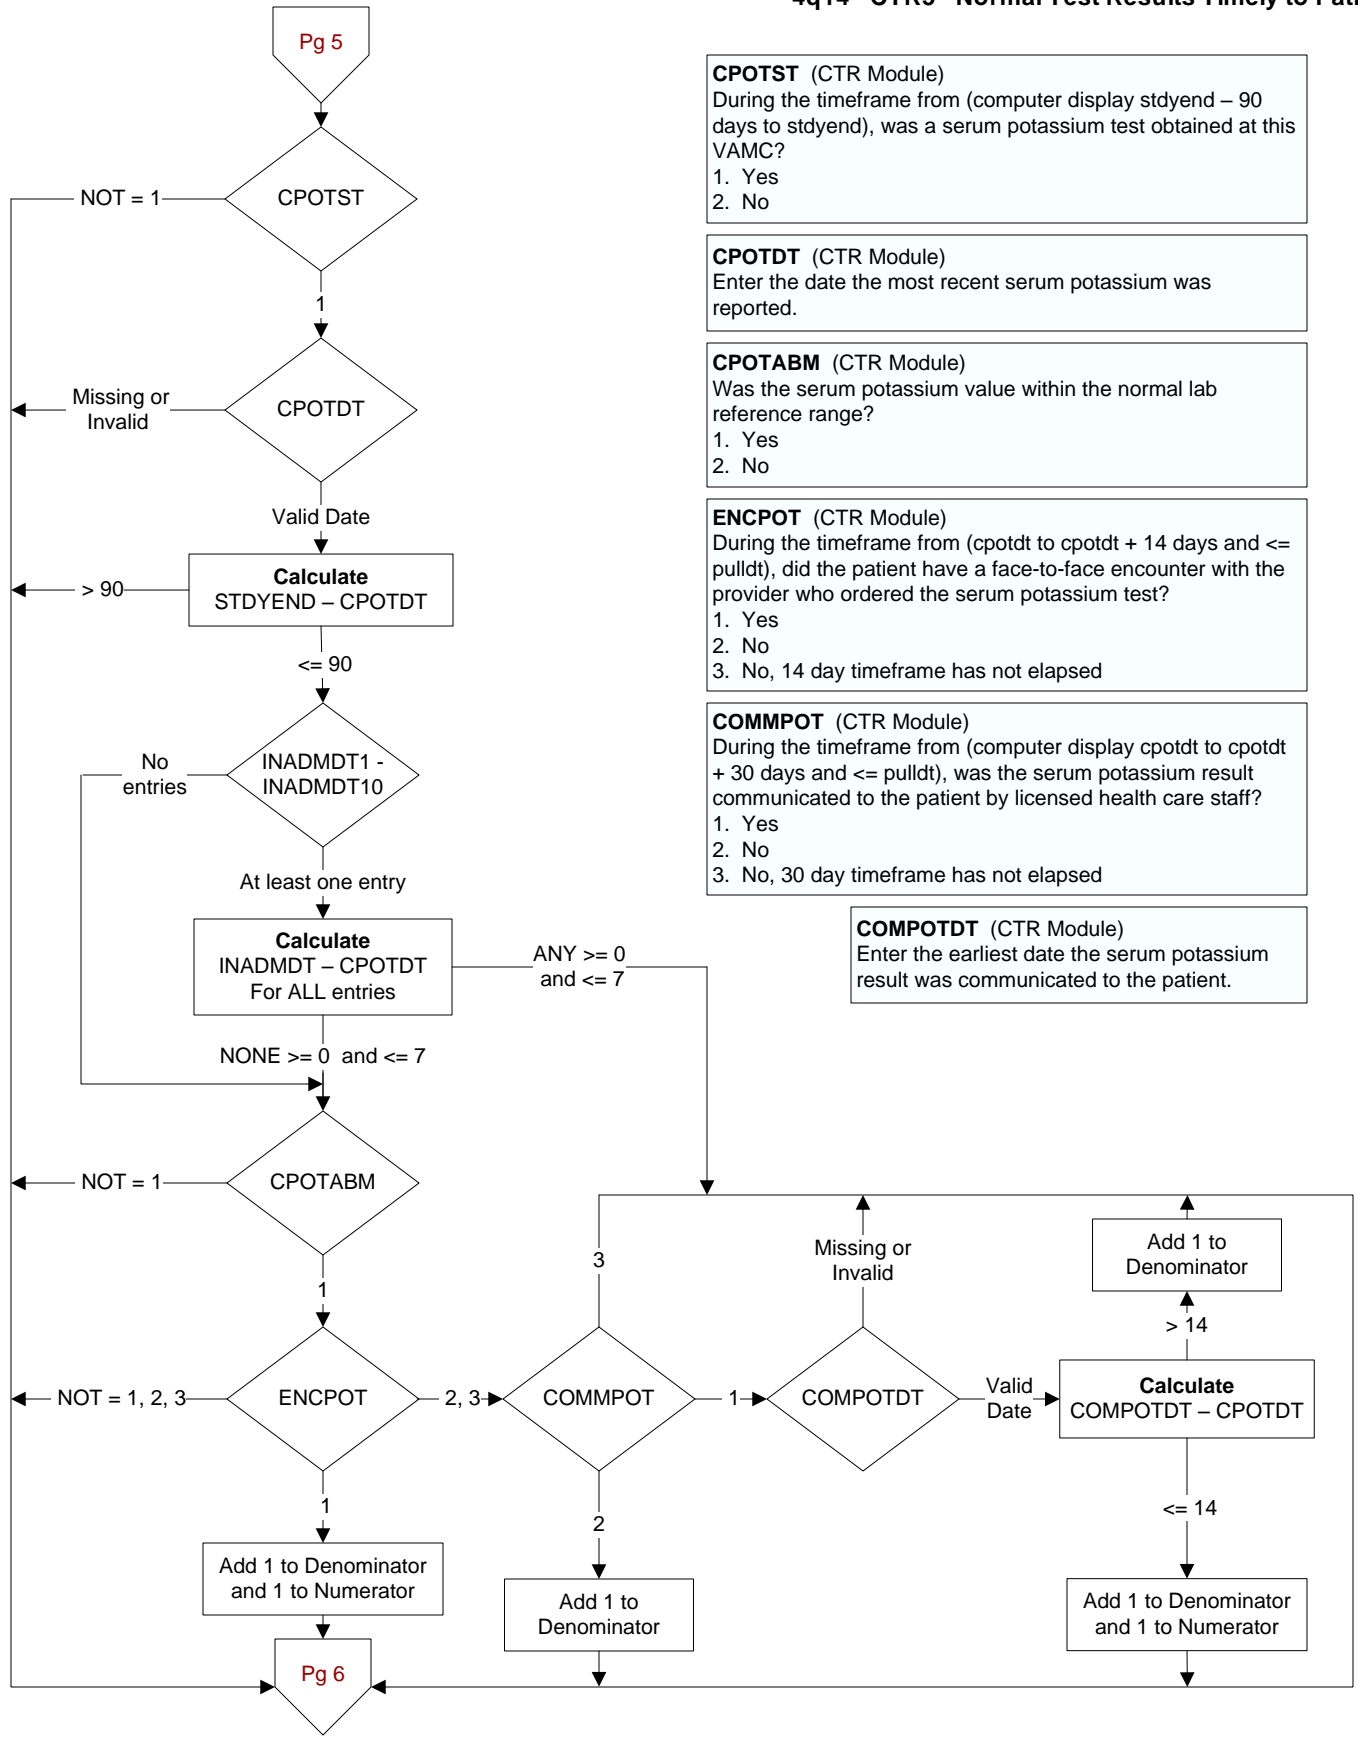 Pg 5
CPOTST
NOT = 1
1
CPOTDT
Missing or
Invalid
Valid Date
Calculate
STDYEND – CPOTDT
> 90
<= 90
INADMDT1 -
INADMDT10
No
entries
At least one entry
Calculate
INADMDT – CPOTDT
For ALL entries
ANY >= 0
and <= 7
NONE >= 0 and <= 7
CPOTABM
NOT = 1
1
ENCPOT
NOT = 1, 2, 3
2, 3
1
Add 1 to Denominator
and 1 to Numerator
Pg 6
COMMPOT
3
1
2
Add 1 to
Denominator
COMPOTDT
Missing or
Invalid
Valid
Date
Calculate
COMPOTDT – CPOTDT
> 14
Add 1 to
Denominator
<= 14
Add 1 to Denominator
and 1 to Numerator
CPOTST (CTR Module)
During the timeframe from (computer display stdyend – 90
days to stdyend), was a serum potassium test obtained at this
VAMC?
1. Yes
2. No
CPOTDT (CTR Module)
Enter the date the most recent serum potassium was
reported.
CPOTABM (CTR Module)
Was the serum potassium value within the normal lab
reference range?
1. Yes
2. No
ENCPOT (CTR Module)
During the timeframe from (cpotdt to cpotdt + 14 days and <=
pulldt), did the patient have a face-to-face encounter with the
provider who ordered the serum potassium test?
1. Yes
2. No
3. No, 14 day timeframe has not elapsed
COMMPOT (CTR Module)
During the timeframe from (computer display cpotdt to cpotdt
+ 30 days and <= pulldt), was the serum potassium result
communicated to the patient by licensed health care staff?
1. Yes
2. No
3. No, 30 day timeframe has not elapsed
COMPOTDT (CTR Module)
Enter the earliest date the serum potassium
result was communicated to the patient.